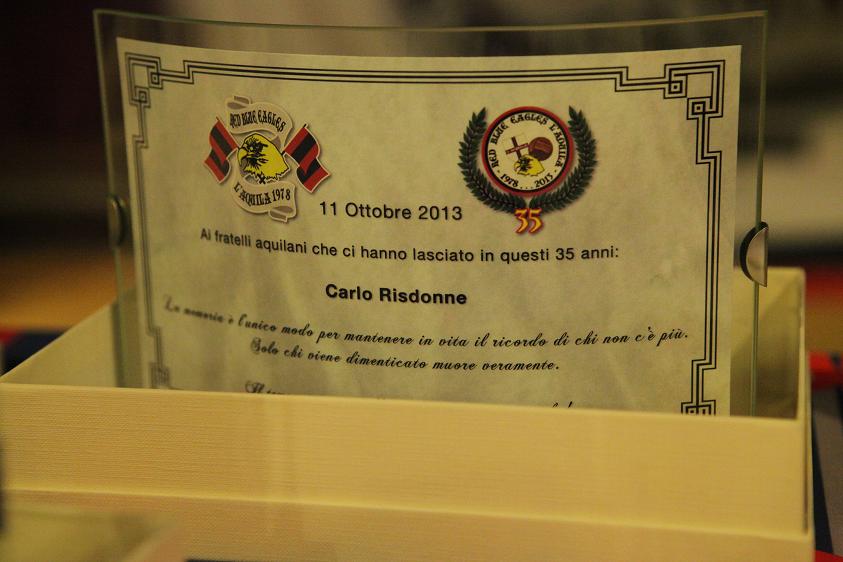 RED BLUE EAGLES
L'AQUILA 1978
RED BLUE EAGLES L'AQUILA
· 1978....2013 ·
35
11 Ottobre 2013
Ai fratelli aquilani che ci hanno lasciato in questi 35 anni:
Carlo Risdonne
La memoria è l'unico modo per mantenere in vita il ricordo di chi non c'è più.
Solo chi viene dimenticato muore veramente.
Il